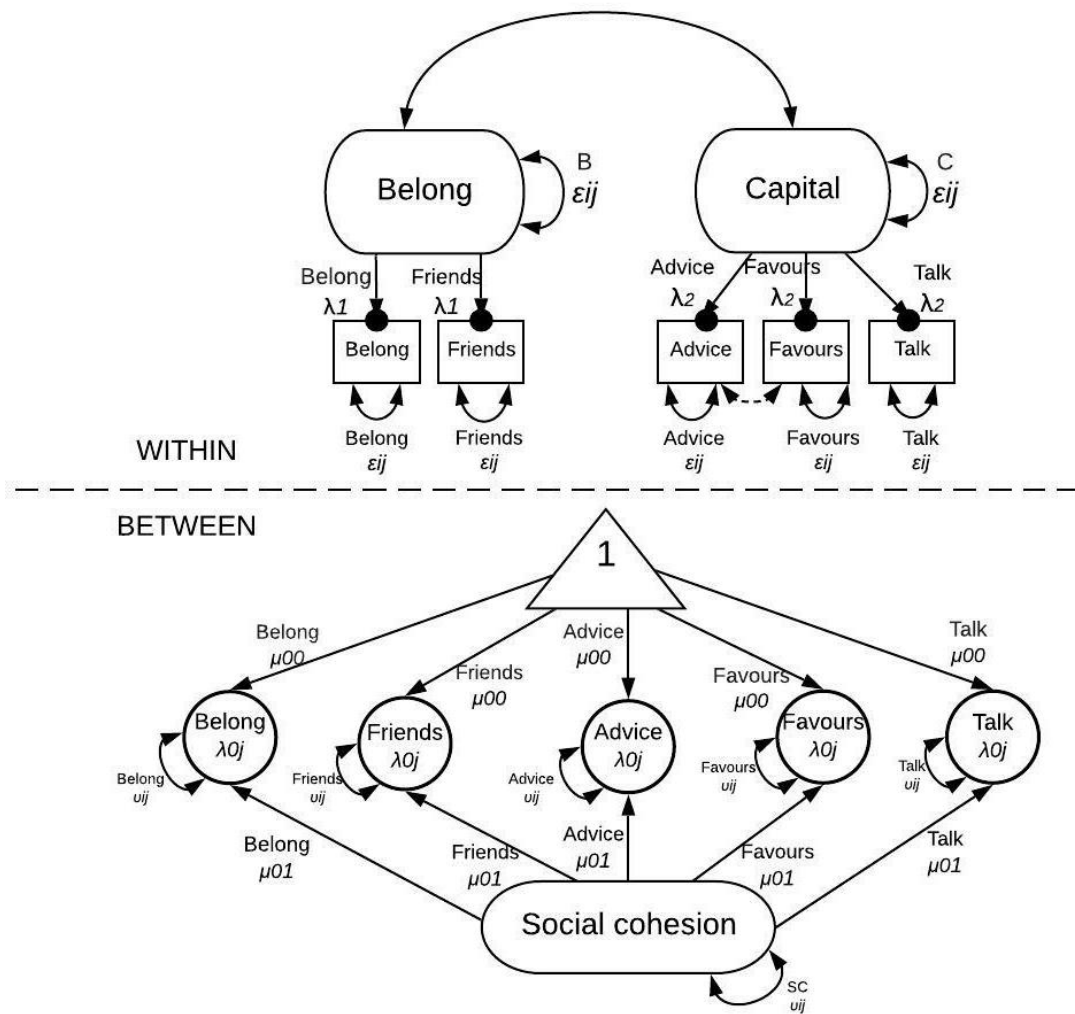 B
εij
Belong
C
εij
Capital
Belong
λ1
Friends
λ1
Advice
λ2
Favours
λ2
Talk
λ2
Belong
Friends
Advice
Favours
Talk
Belong
εij
Friends
εij
Advice
εij
Favours
εij
Talk
εij
WITHIN
BETWEEN
1
Belong
μ00
Friends
μ00
Advice
μ00
Favours
μ00
Talk
μ00
Belong
λ0j
Friends
λ0j
Advice
λ0j
Favours
λ0j
Talk
λ0j
Belong
υij
Friends
υij
Advice
υij
Favours
υij
Talk
υij
Belong
μ01
Friends
μ01
Advice
μ01
Favours
μ01
Talk
μ01
Social cohesion
SC
υij